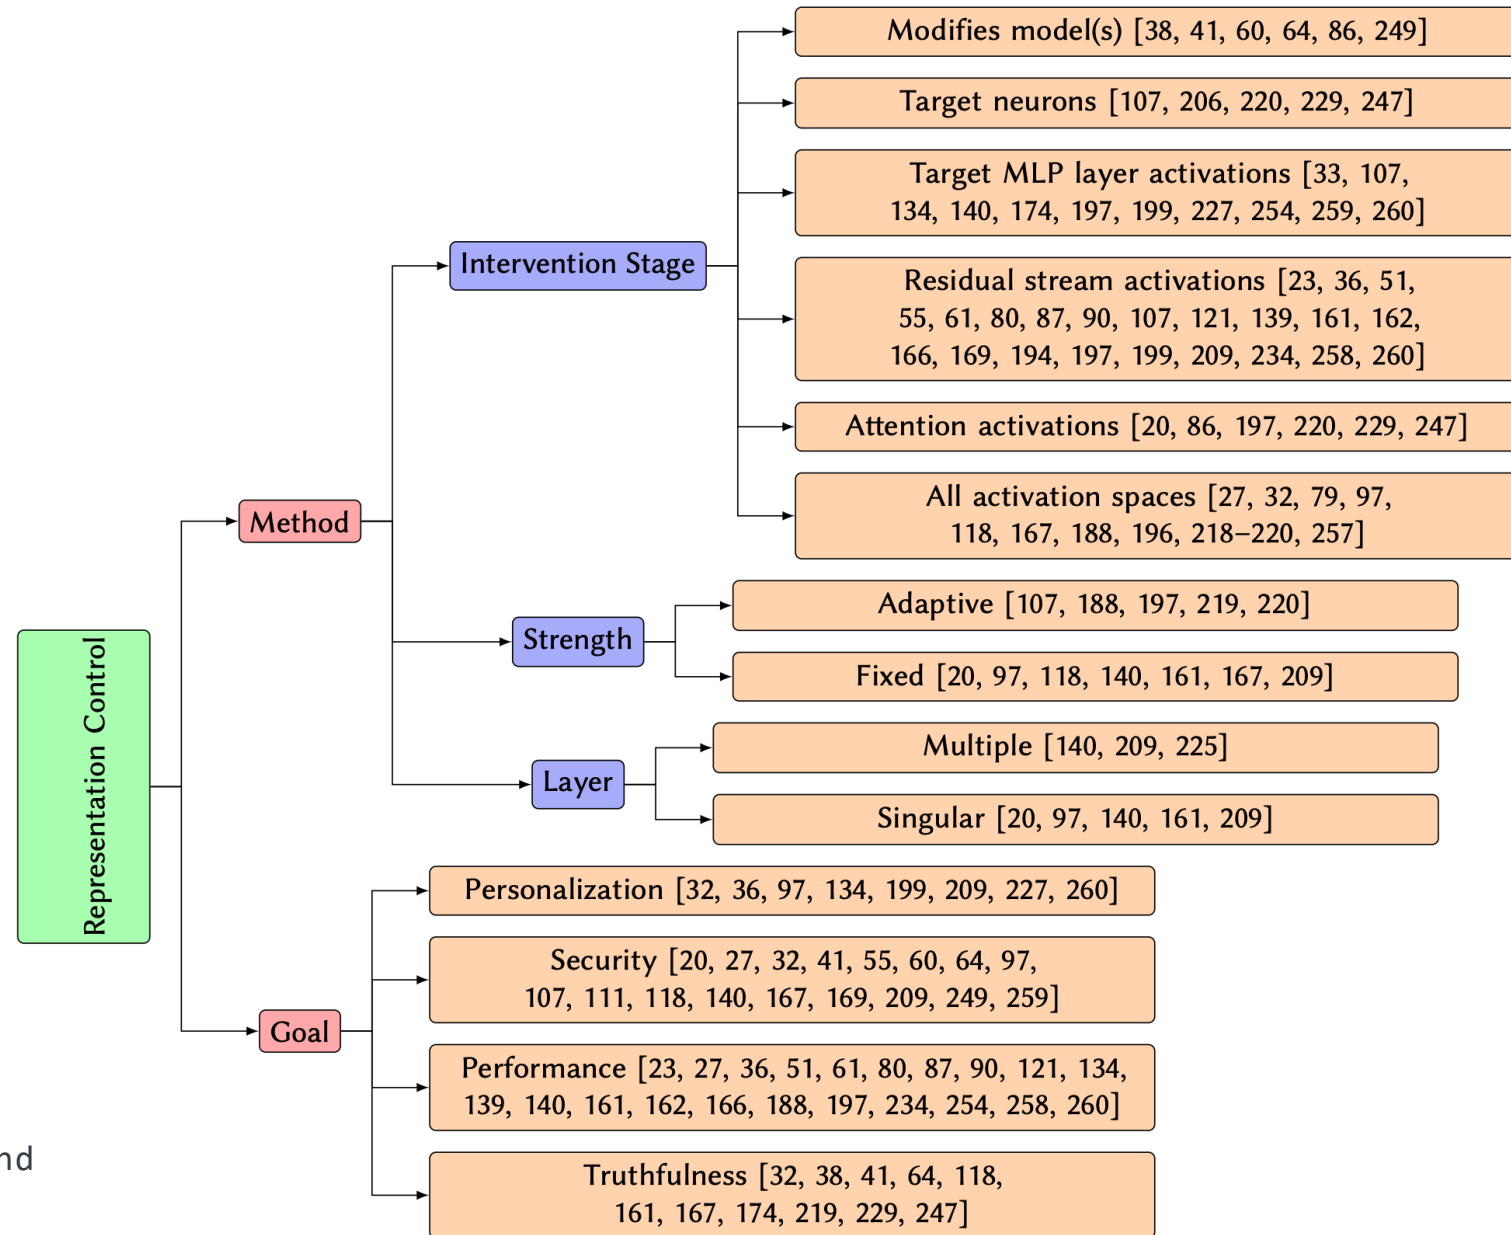 Representation Control
Method
Intervention Stage
Modifies model(s) [38, 41, 60, 64, 86, 249]
Target neurons [107, 206, 220, 229, 247]
Target MLP layer activations [33, 107,
134, 140, 174, 197, 199, 227, 254, 259, 260]
Residual stream activations [23, 36, 51,
55, 61, 80, 87, 90, 107, 121, 139, 161, 162,
166, 169, 194, 197, 199, 209, 234, 258, 260]
Attention activations [20, 86, 197, 220, 229, 247]
All activation spaces [27, 32, 79, 97,
118, 167, 188, 196, 218–220, 257]
Strength
Adaptive [107, 188, 197, 219, 220]
Fixed [20, 97, 118, 140, 161, 167, 209]
Layer
Multiple [140, 209, 225]
Singular [20, 97, 140, 161, 209]
Goal
Personalization [32, 36, 97, 134, 199, 209, 227, 260]
Security [20, 27, 32, 41, 55, 60, 64, 97,
107, 111, 118, 140, 167, 169, 209, 249, 259]
Performance [23, 27, 36, 51, 61, 80, 87, 90, 121, 134,
139, 140, 161, 162, 166, 188, 197, 234, 254, 258, 260]
Truthfulness [32, 38, 41, 64, 118,
161, 167, 174, 219, 229, 247]
nd